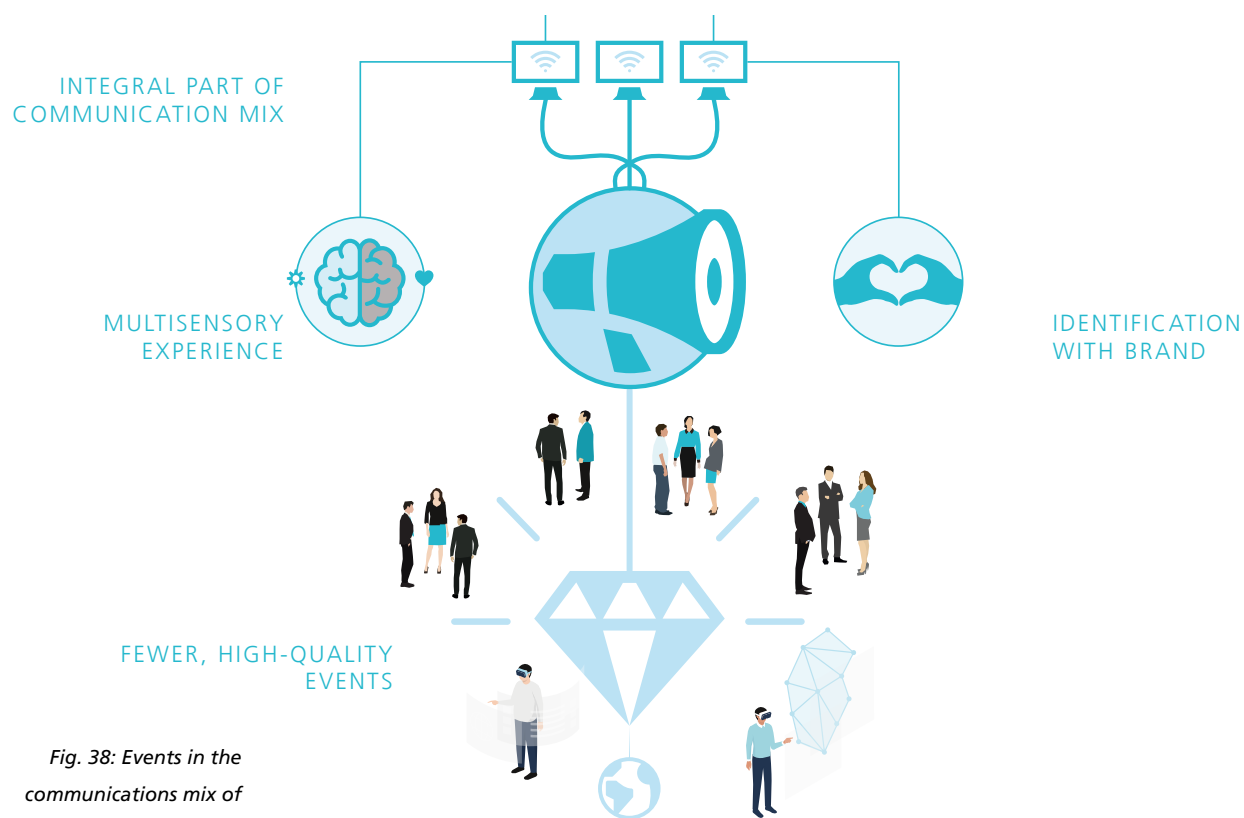 INTEGRAL PART OF
COMMUNICATION MIX
MULTISENSORY
EXPERIENCE
IDENTIFICATION
WITH BRAND
FEWER, HIGH-QUALITY
EVENTS
Fig. 38: Events in the
communications mix of